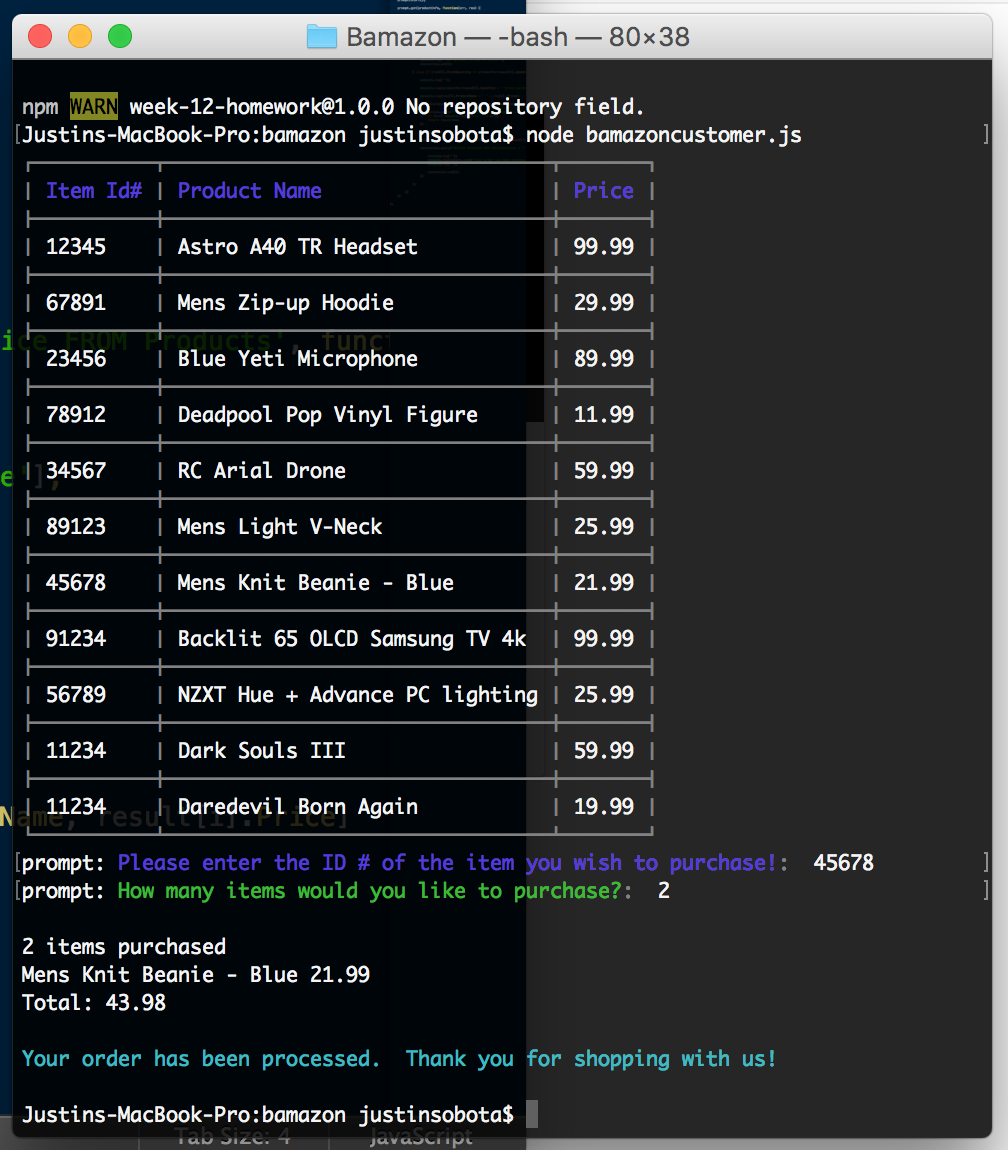 Bamazon — -bash — 80×38
npm WARN week-12-homework@1.0.0 No repository field.
[Justins-MacBook-Pro:bamazon justinsobota$ node bamazoncustomer.js ]
Item Id# | Product Name | Price
12345 | Astro A40 TR Headset | 99.99
67891 | Mens Zip-up Hoodie | 29.99
ice FROM Products', funct
23456 | Blue Yeti Microphone | 89.99
78912 | Deadpool Pop Vinyl Figure | 11.99
34567 | RC Arial Drone | 59.99
e'],
89123 | Mens Light V-Neck | 25.99
45678 | Mens Knit Beanie - Blue | 21.99
91234 | Backlit 65 OLCD Samsung TV 4k | 99.99
56789 | NZXT Hue + Advance PC lighting | 25.99
11234 | Dark Souls III | 59.99
11234 | Daredevil Born Again | 19.99
Name, result[i].Price]
[prompt: Please enter the ID # of the item you wish to purchase!:  45678 ]
[prompt: How many items would you like to purchase?:  2 ]
2 items purchased
Mens Knit Beanie - Blue 21.99
Total: 43.98
Your order has been processed.  Thank you for shopping with us!
Justins-MacBook-Pro:bamazon justinsobota$
Tab Size: 4 JavaScript